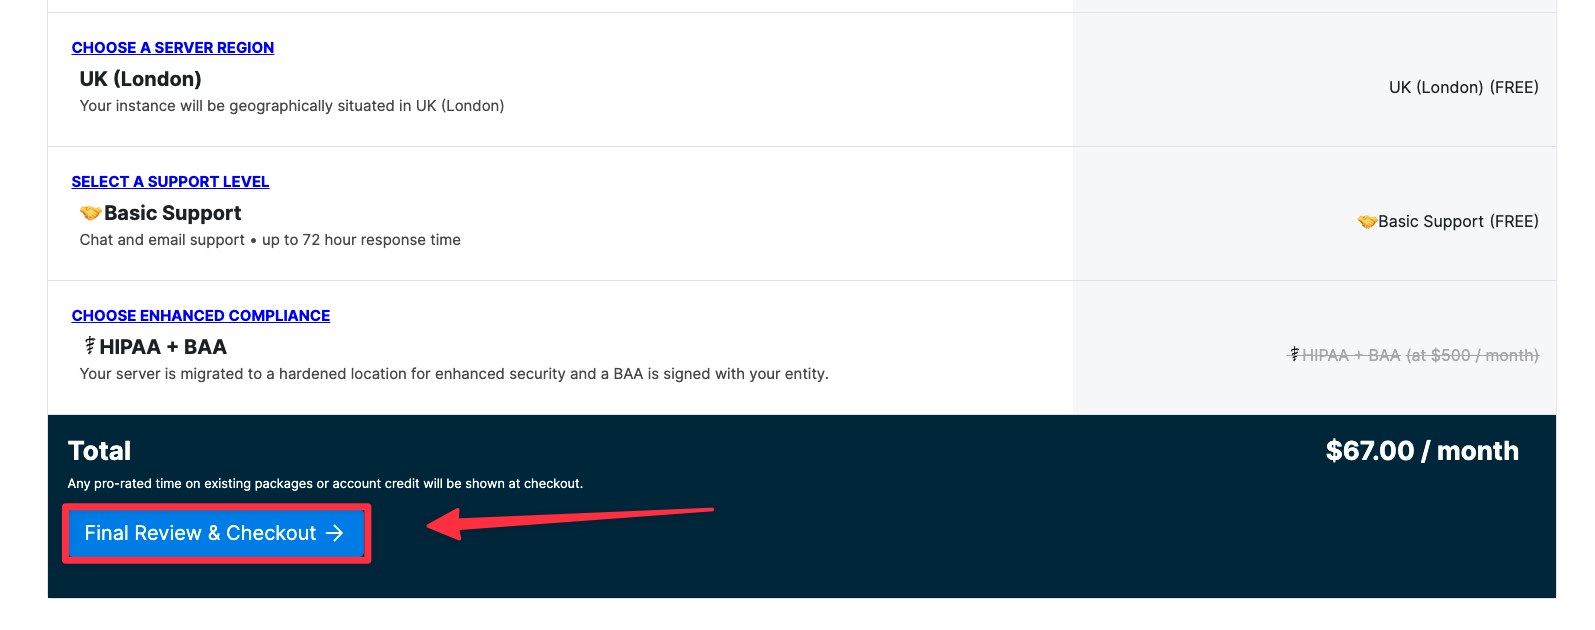 CHOOSE A SERVER REGION
UK (London)
Your instance will be geographically situated in UK (London)
UK (London) (FREE)
SELECT A SUPPORT LEVEL
🤝Basic Support
Chat and email support • up to 72 hour response time
🤝Basic Support (FREE)
CHOOSE ENHANCED COMPLIANCE
⚕HIPAA + BAA
Your server is migrated to a hardened location for enhanced security and a BAA is signed with your entity.
⚕HIPAA + BAA (at $500 / month)
Total
$67.00 / month
Any pro-rated time on existing packages or account credit will be shown at checkout.
Final Review & Checkout →